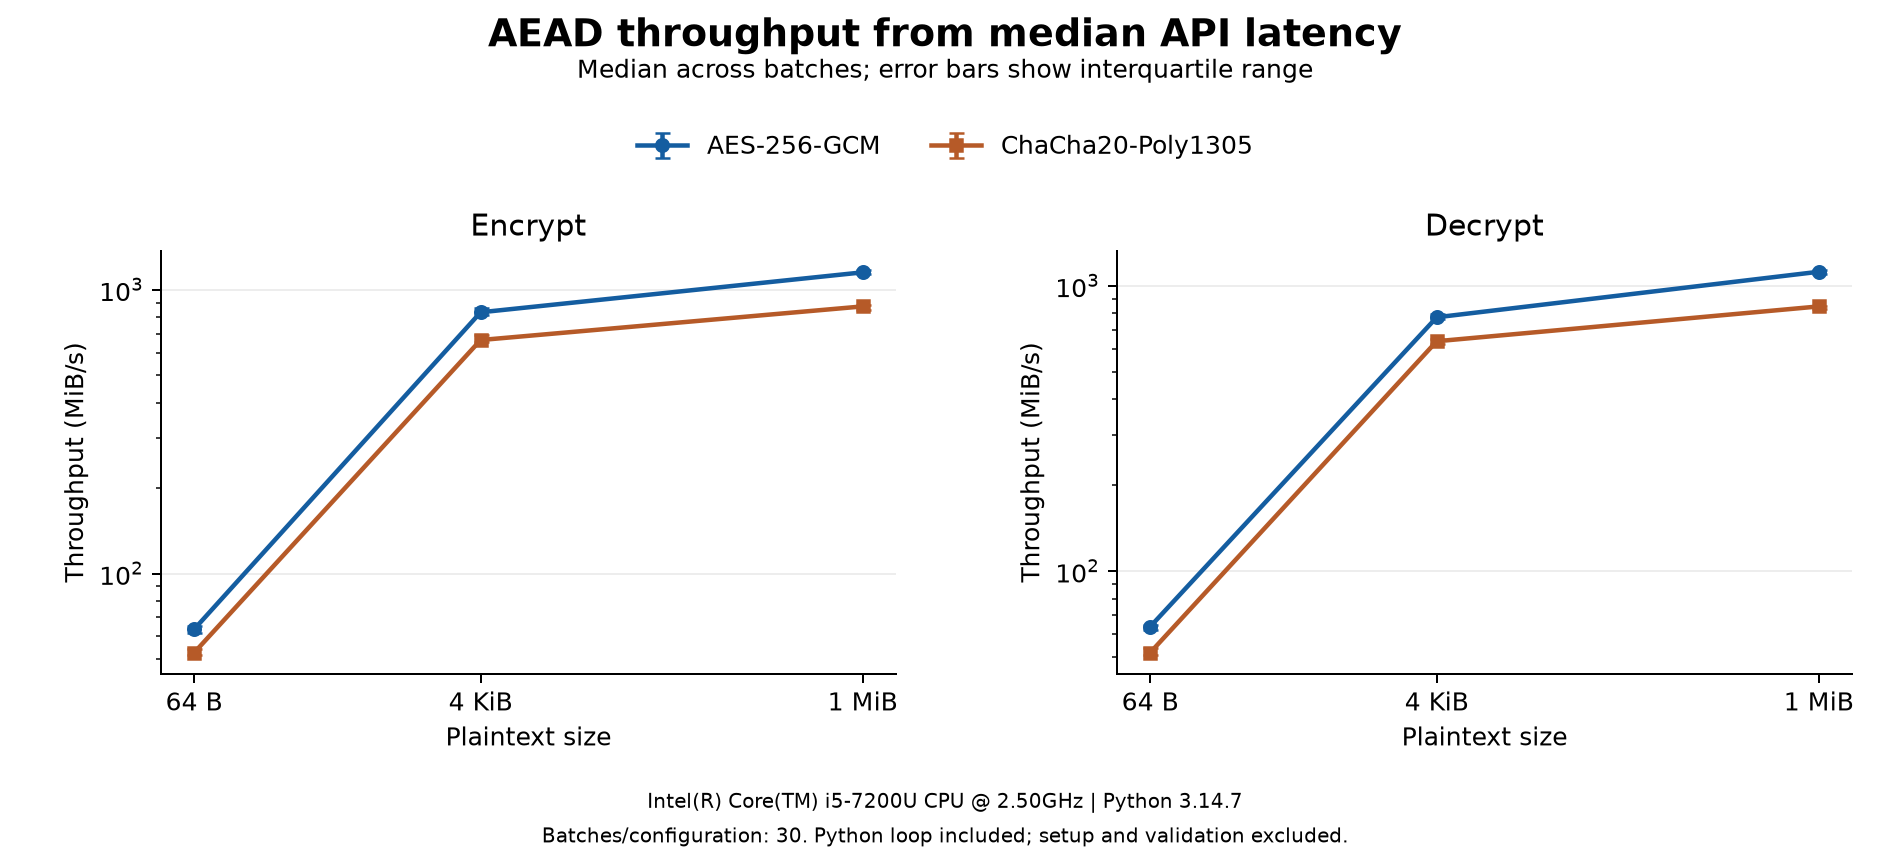 AEAD throughput from median API latency
Median across batches; error bars show interquartile range
AES-256-GCM
ChaCha20-Poly1305
Encrypt
Throughput (MiB/s)
10³
10²
64 B
4 KiB
1 MiB
Plaintext size
Decrypt
Throughput (MiB/s)
10³
10²
64 B
4 KiB
1 MiB
Plaintext size
Intel(R) Core(TM) i5-7200U CPU @ 2.50GHz | Python 3.14.7
Batches/configuration: 30. Python loop included; setup and validation excluded.